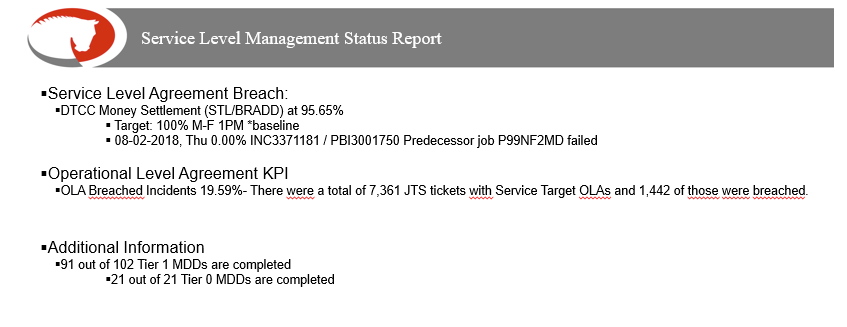 Service Level Management Status Report
▪Service Level Agreement Breach:
▪DTCC Money Settlement (STL/BRADD) at 95.65%
▪ Target: 100% M-F 1PM *baseline
▪ 08-02-2018, Thu 0.00% INC3371181 / PBI3001750 Predecessor job P99NF2MD failed
▪Operational Level Agreement KPI
▪OLA Breached Incidents 19.59%- There were a total of 7,361 JTS tickets with Service Target OLAs and 1,442 of those were breached.
▪Additional Information
▪91 out of 102 Tier 1 MDDs are completed
▪21 out of 21 Tier 0 MDDs are completed